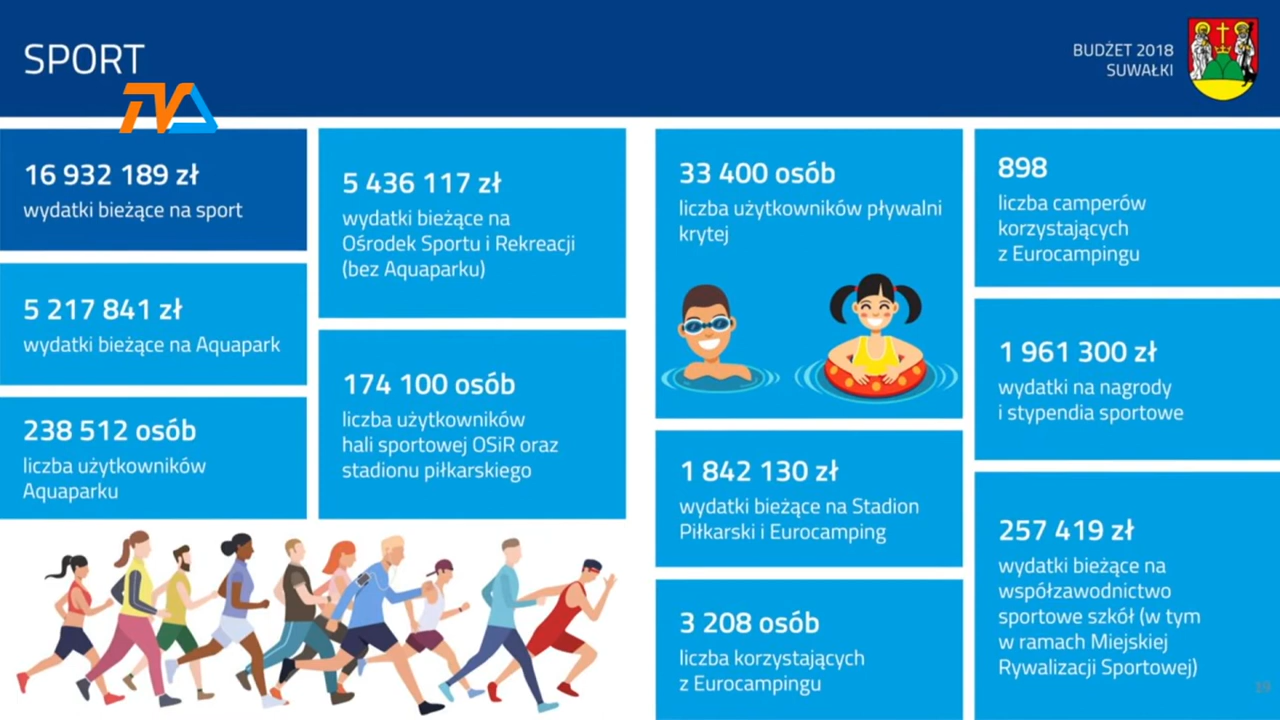 SPORT
BUDŻET 2018
SUWAŁKI
TVA
16 932 189 zł
wydatki bieżące na sport
5 217 841 zł
wydatki bieżące na Aquapark
238 512 osób
liczba użytkowników
Aquaparku
5 436 117 zł
wydatki bieżące na
Ośrodek Sportu i Rekreacji
(bez Aquaparku)
174 100 osób
liczba użytkowników
hali sportowej OSiR oraz
stadionu piłkarskiego
33 400 osób
liczba użytkowników pływalni
krytej
1 842 130 zł
wydatki bieżące na Stadion
Piłkarski i Eurocamping
3 208 osób
liczba korzystających
z Eurocampingu
898
liczba camperów
korzystających
z Eurocampingu
1 961 300 zł
wydatki na nagrody
i stypendia sportowe
257 419 zł
wydatki bieżące na
współzawodnictwo
sportowe szkół (w tym
w ramach Miejskiej
Rywalizacji Sportowej)